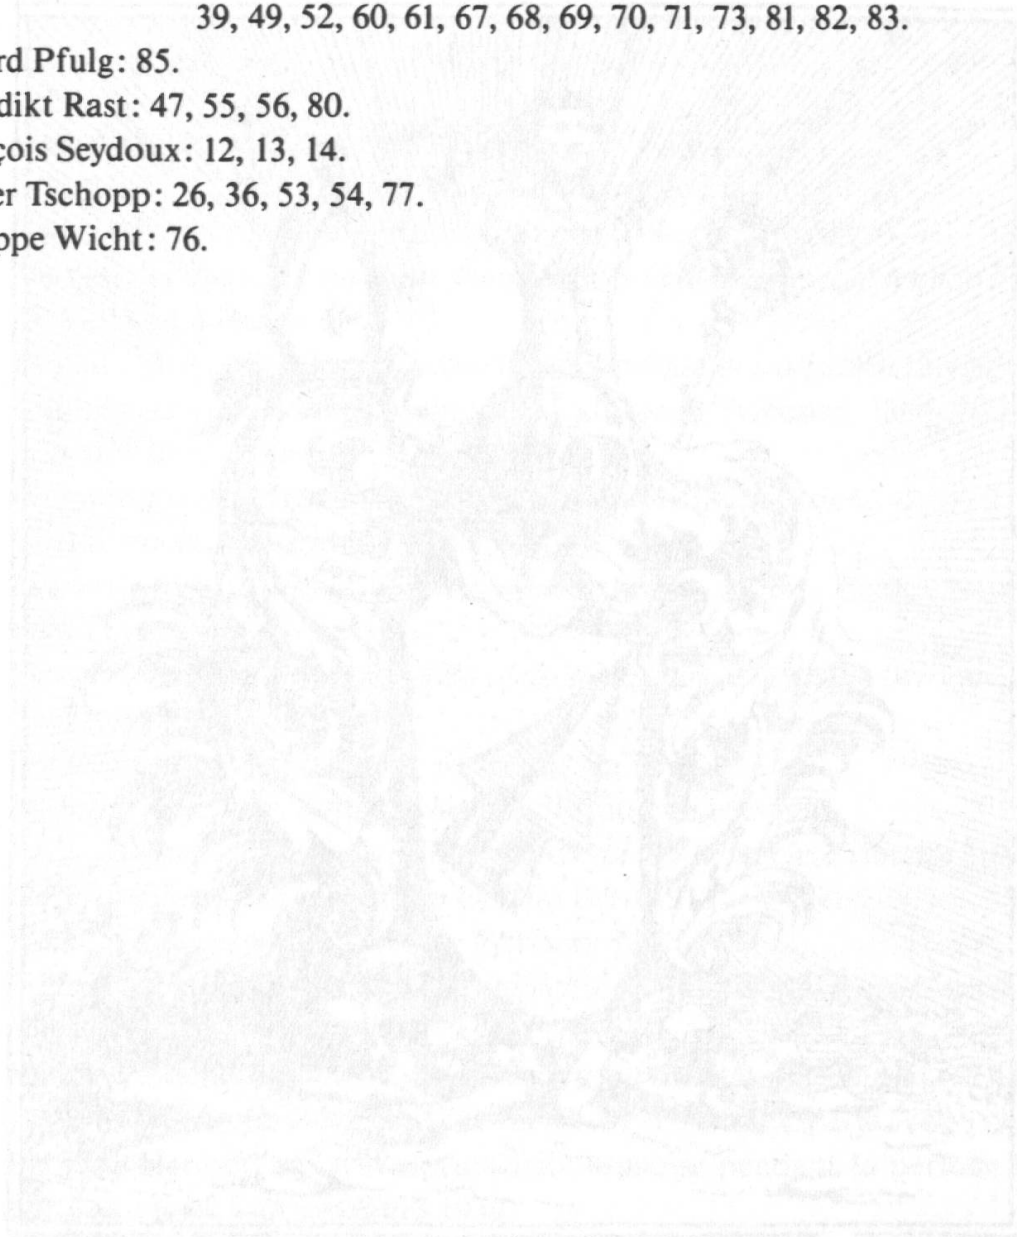 39, 49, 52, 60, 61, 67, 68, 69, 70, 71, 73, 81, 82, 83.
rd Pfulg: 85.
dikt Rast: 47, 55, 56, 80.
çois Seydoux: 12, 13, 14.
er Tschopp: 26, 36, 53, 54, 77.
ppe Wicht: 76.